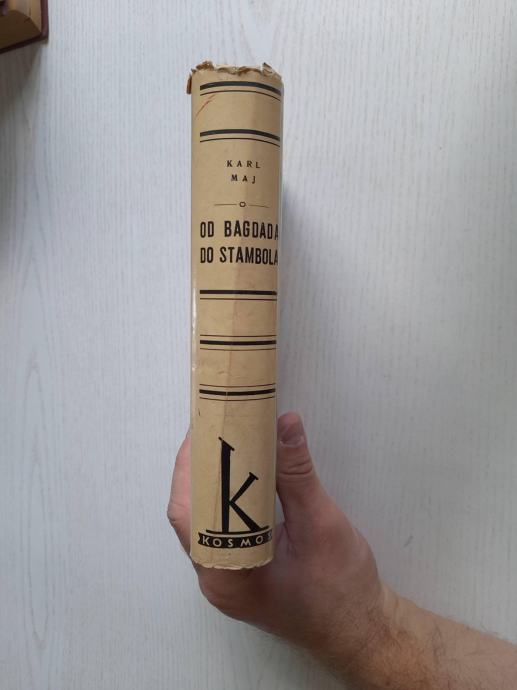 KARL
MAJ
OD BAGDADA
DO STAMBOLA
k
KOSMOS